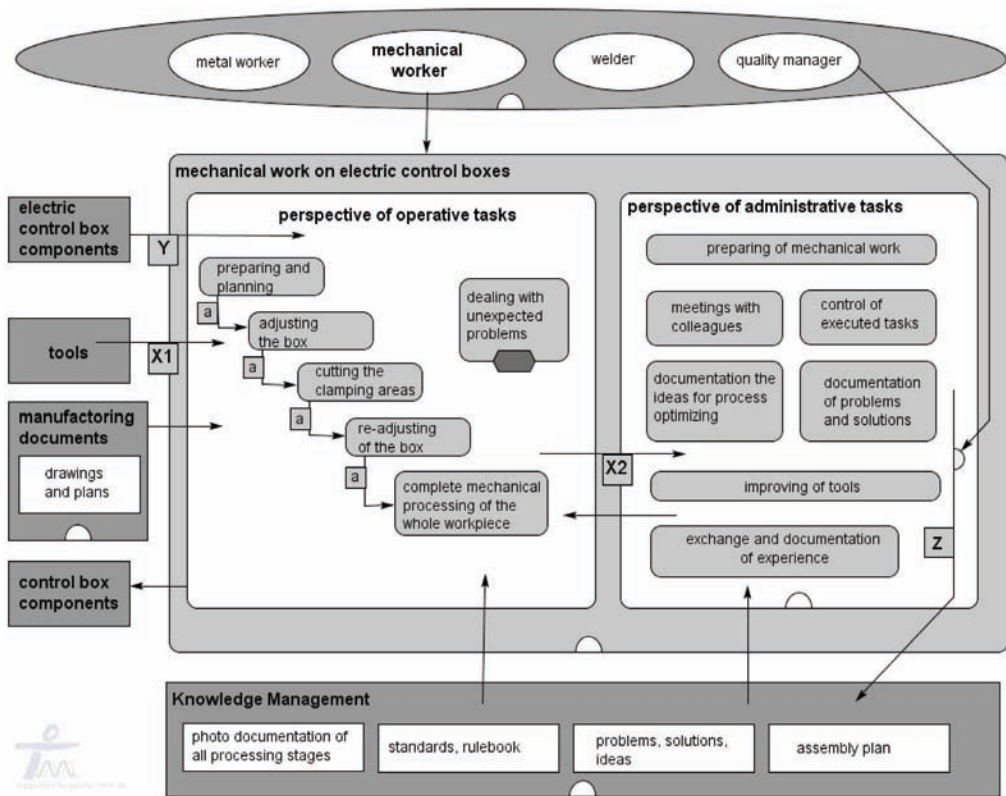 metal worker
mechanical
worker
welder
quality manager
mechanical work on electric control boxes
electric
control box
components
Y
perspective of operative tasks
preparing and
planning
a
adjusting
the box
a
cutting the
clamping areas
a
re-adjusting
of the box
a
complete mechanical
processing of the
whole workpiece
dealing with
unexpected
problems
perspective of administrative tasks
preparing of mechanical work
meetings with
colleagues
control of
executed tasks
documentation the
ideas for process
optimizing
documentation
of problems
and solutions
X2
improving of tools
exchange and documentation
of experience
Z
tools
X1
manufactoring
documents
drawings
and plans
control box
components
Knowledge Management
photo documentation of
all processing stages
standards, rulebook
problems, solutions,
ideas
assembly plan